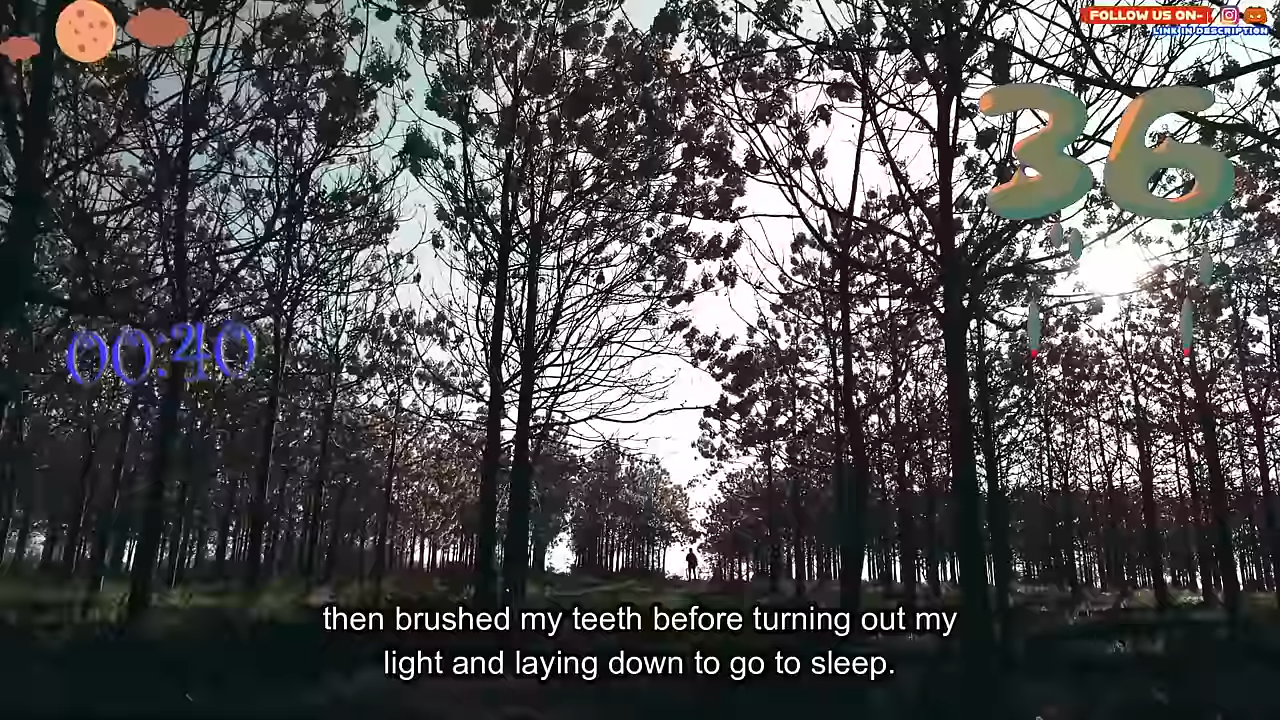 FOLLOW US ON-
LINK IN DESCRIPTION
36
00:40
then brushed my teeth before turning out my
light and laying down to go to sleep.